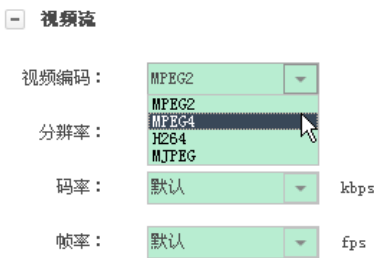 视频流
视频编码： MPEG2
MPEG2
MPEG4
分辨率： H264
MJPEG
码率： 默认 kbps
帧率： 默认 fps